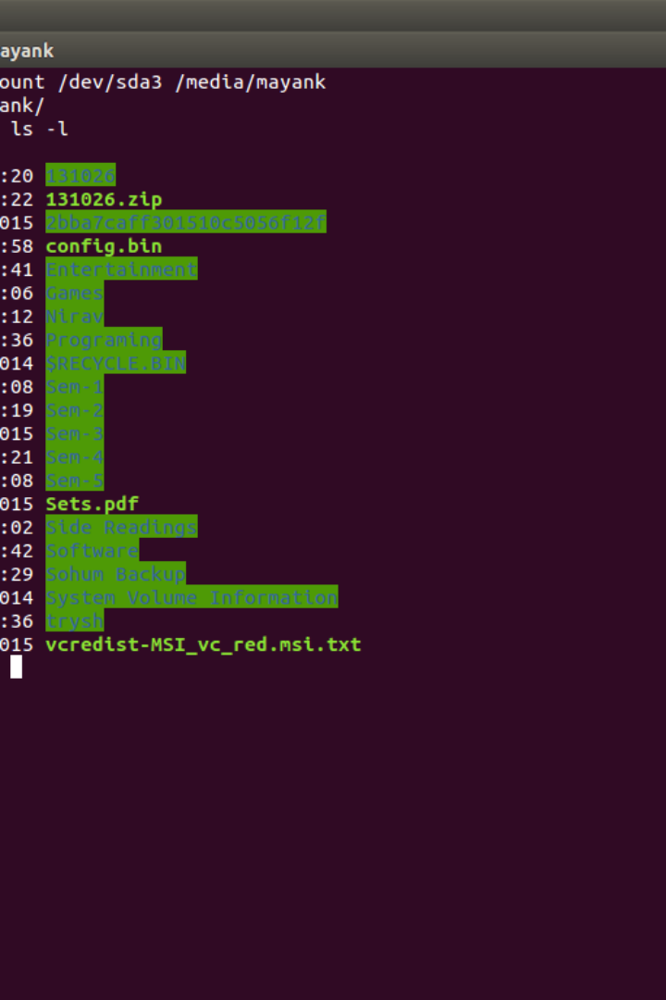 ayank
ount /dev/sda3 /media/mayank
ank/
ls -l
:20 131026
:22 131026.zip
015 2bba7caff301510c5056f12f
:58 config.bin
:41 Entertainment
:06 Games
:12 Nirav
:36 Programing
014 $RECYCLE.BIN
:08 Sem-1
:19 Sem-2
015 Sem-3
:21 Sem-4
:08 Sem-5
015 Sets.pdf
:02 Side Readings
:42 Software
:29 Sohum Backup
014 System Volume Information
:36 trysh
015 vcredist-MSI_vc_red.msi.txt